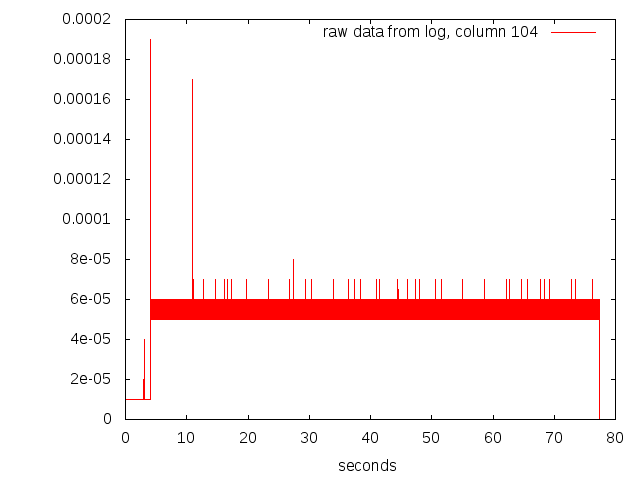 0.0002
raw data from log, column 104
0.00018
0.00016
0.00014
0.00012
0.0001
8e-05
6e-05
4e-05
2e-05
0
0 10 20 30 40 50 60 70 80
seconds